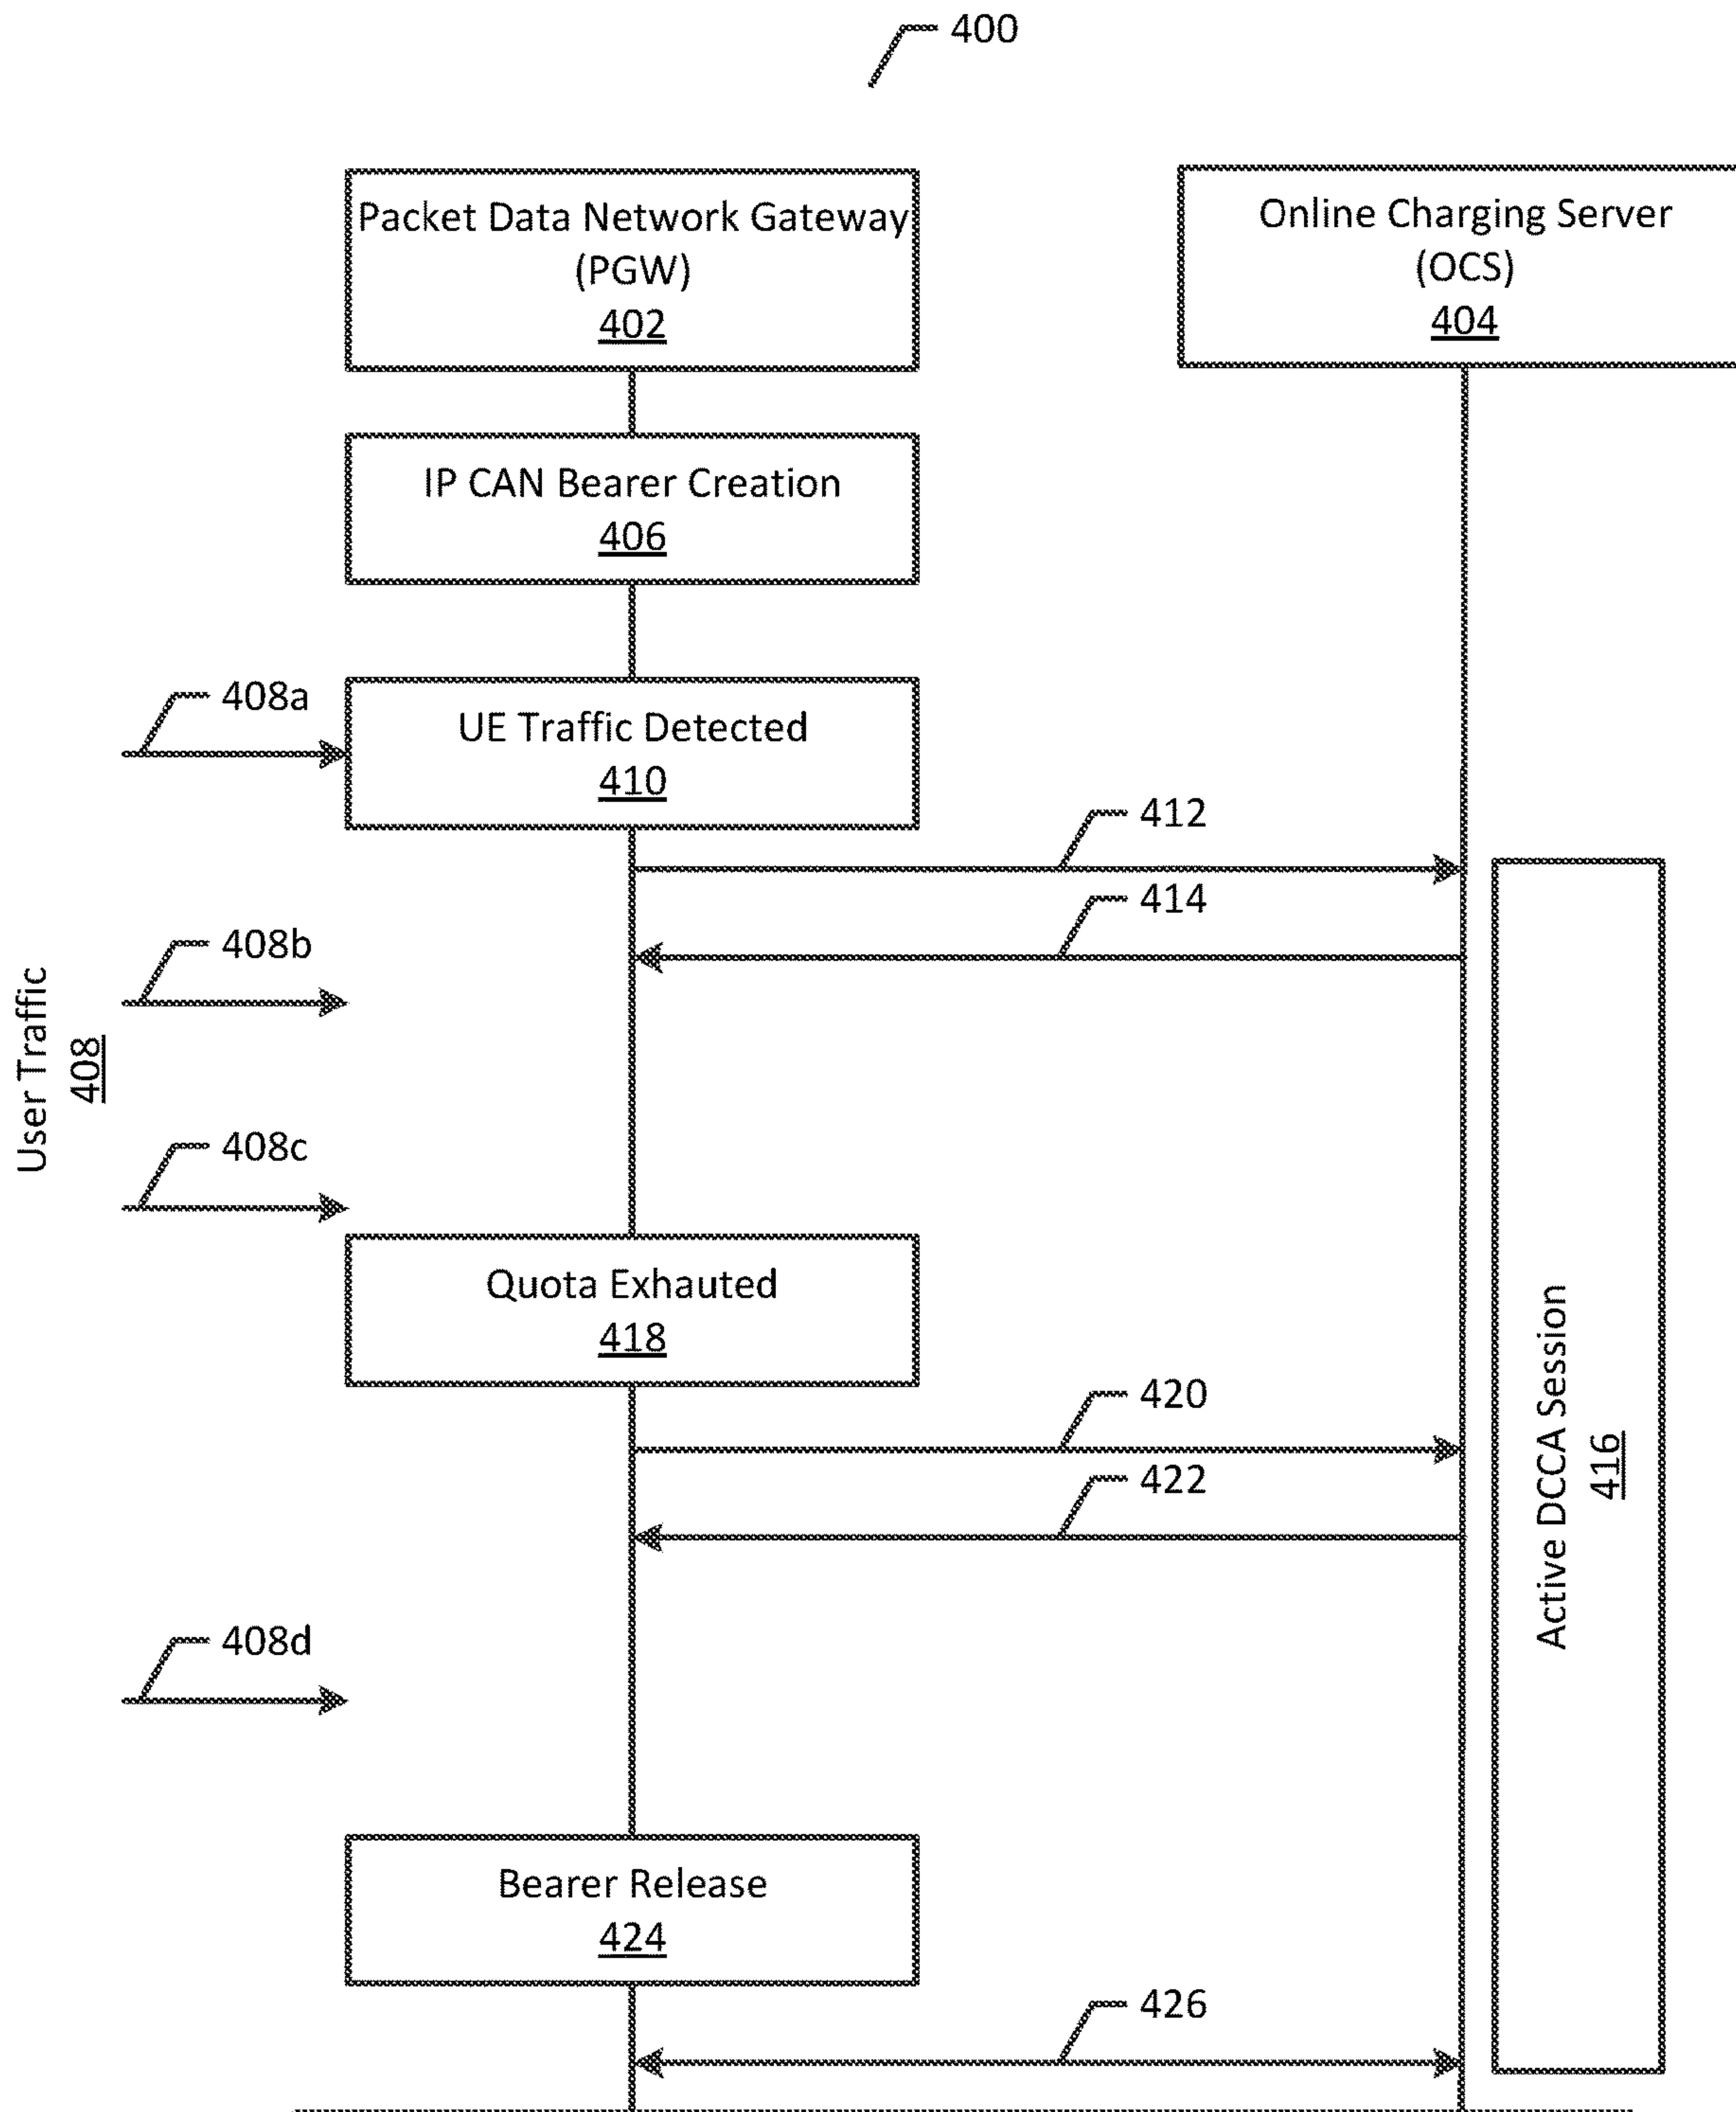 400
Packet Data Network Gateway
(PGW)
402
Online Charging Server
(OCS)
404
IP CAN Bearer Creation
406
408a
UE Traffic Detected
410
412
414
408b
User Traffic
408
408c
Quota Exhauted
418
420
422
Active DCCA Session
416
408d
Bearer Release
424
426